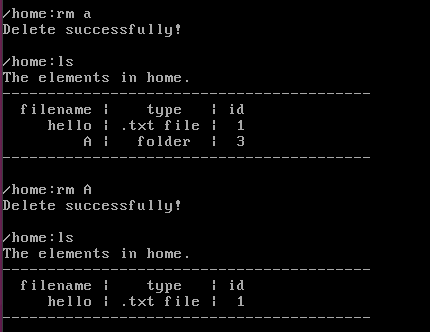 /home:rm a
Delete successfully!
/home:ls
The elements in home.
----------------------------------------
filename ¦ type ¦ id
hello ¦ .txt file ¦ 1
A ¦ folder ¦ 3
----------------------------------------
/home:rm A
Delete successfully!
/home:ls
The elements in home.
----------------------------------------
filename ¦ type ¦ id
hello ¦ .txt file ¦ 1
----------------------------------------